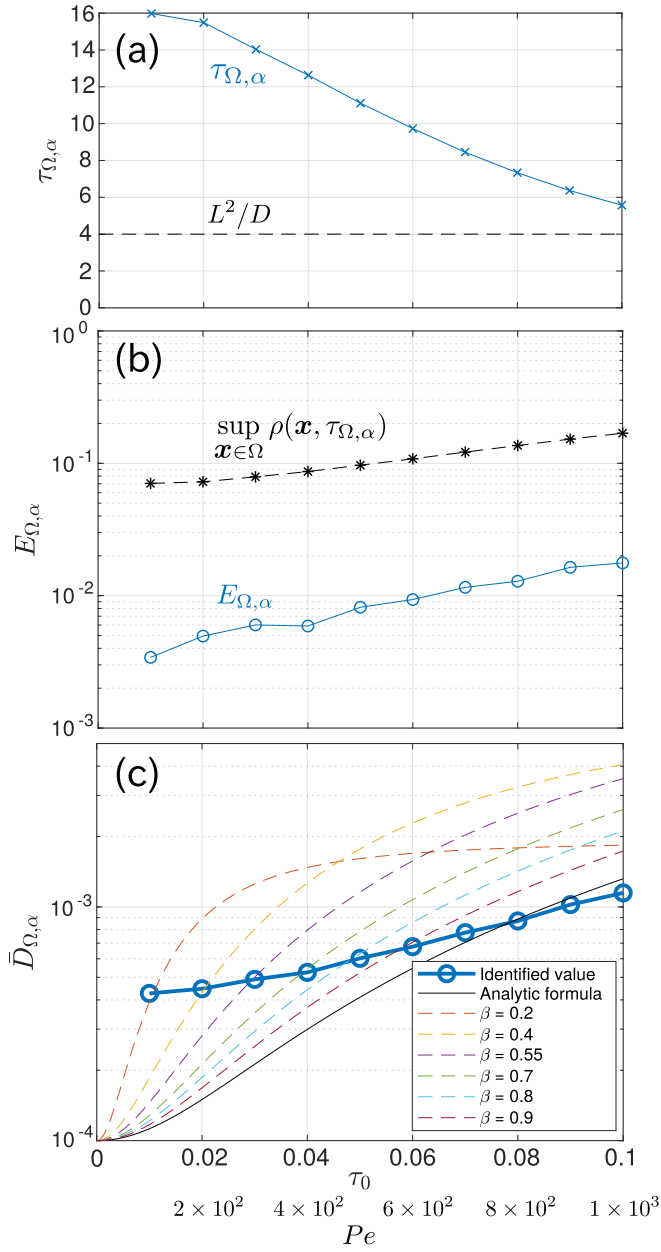 (a)
16
14
12
10
8
6
4
2
0
τ_{Ω,α}
τ_{Ω,α}
L²/D
(b)
10⁰
10⁻¹
10⁻²
10⁻³
E_{Ω,α}
sup ρ(x, τ_{Ω,α})
x∈Ω
E_{Ω,α}
(c)
10⁻³
10⁻⁴
D̄_{Ω,α}
Identified value
Analytic formula
β = 0.2
β = 0.4
β = 0.55
β = 0.7
β = 0.8
β = 0.9
0 0.02 0.04 0.06 0.08 0.1
τ₀
2 × 10² 4 × 10² 6 × 10² 8 × 10² 1 × 10³
Pe